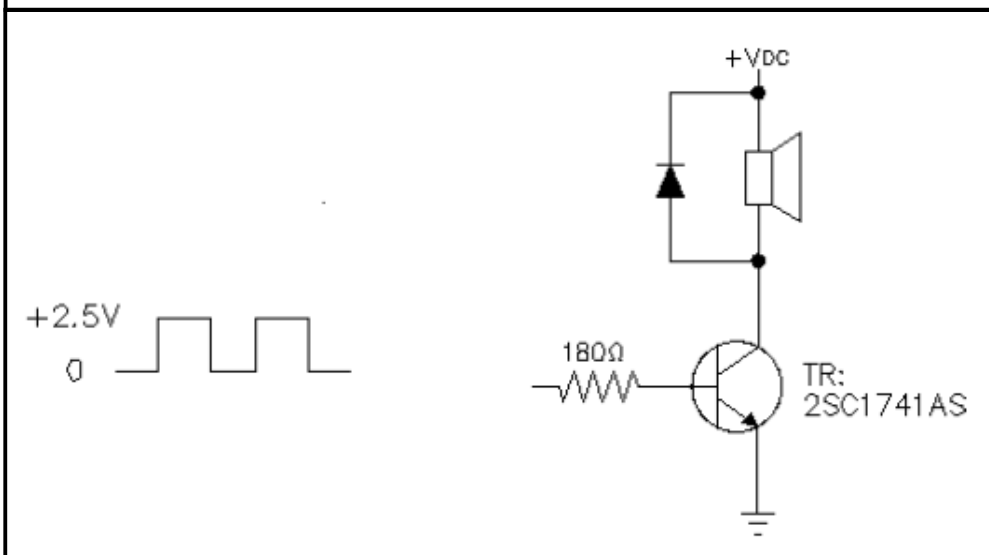 +VDC
+2.5V
0
180Ω
TR:
2SC1741AS